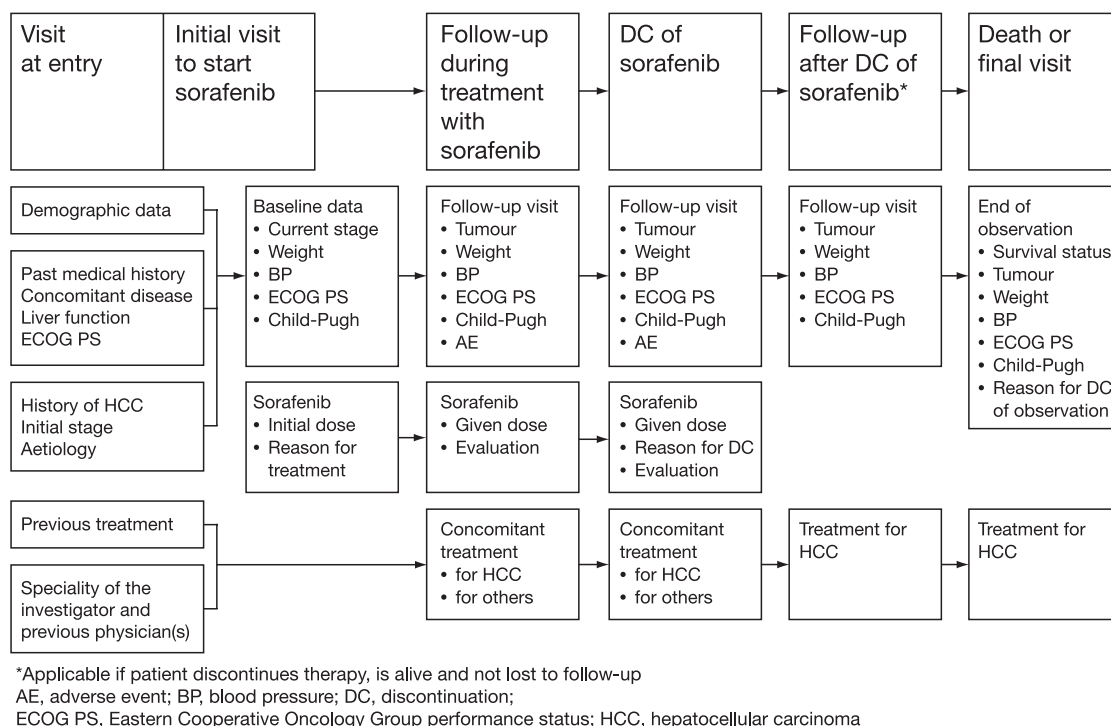 Visit
at entry
Initial visit
to start
sorafenib
Follow-up
during
treatment
with
sorafenib
DC of
sorafenib
Follow-up
after DC of
sorafenib*
Death or
final visit
Demographic data
Past medical history
Concomitant disease
Liver function
ECOG PS
History of HCC
Initial stage
Aetiology
Baseline data
• Current stage
• Weight
• BP
• ECOG PS
• Child-Pugh
Follow-up visit
• Tumour
• Weight
• BP
• ECOG PS
• Child-Pugh
• AE
Follow-up visit
• Tumour
• Weight
• BP
• ECOG PS
• Child-Pugh
• AE
Follow-up visit
• Tumour
• Weight
• BP
• ECOG PS
• Child-Pugh
End of
observation
• Survival status
• Tumour
• Weight
• BP
• ECOG PS
• Child-Pugh
• Reason for DC
of observation
Sorafenib
• Initial dose
• Reason for
treatment
Sorafenib
• Given dose
• Evaluation
Sorafenib
• Given dose
• Reason for DC
• Evaluation
Previous treatment
Speciality of the
investigator and
previous physician(s)
Concomitant
treatment
• for HCC
• for others
Concomitant
treatment
• for HCC
• for others
Treatment for
HCC
Treatment for
HCC
*Applicable if patient discontinues therapy, is alive and not lost to follow-up
AE, adverse event; BP, blood pressure; DC, discontinuation;
ECOG PS, Eastern Cooperative Oncology Group performance status; HCC, hepatocellular carcinoma